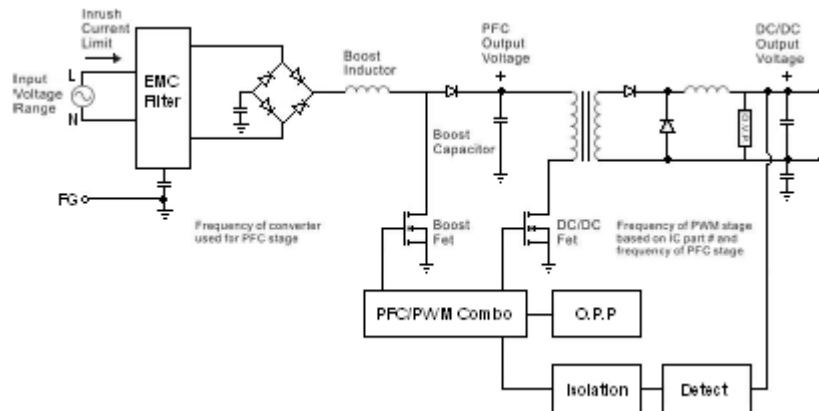 Inrush
Current
Limit
Input
Voltage
Range
L
N
EMC
Filter
FG
Boost
Inductor
PFC
Output
Voltage
+
DC/DC
Output
Voltage
+
Boost
Capacitor
O.V.P
Frequency of converter
used for PFC stage
Boost
Fet
DC/DC
Fet
Frequency of PWM stage
based on IC part # and
frequency of PFC stage
PFC/PWM Combo
O.P.P
Isolation
Detect